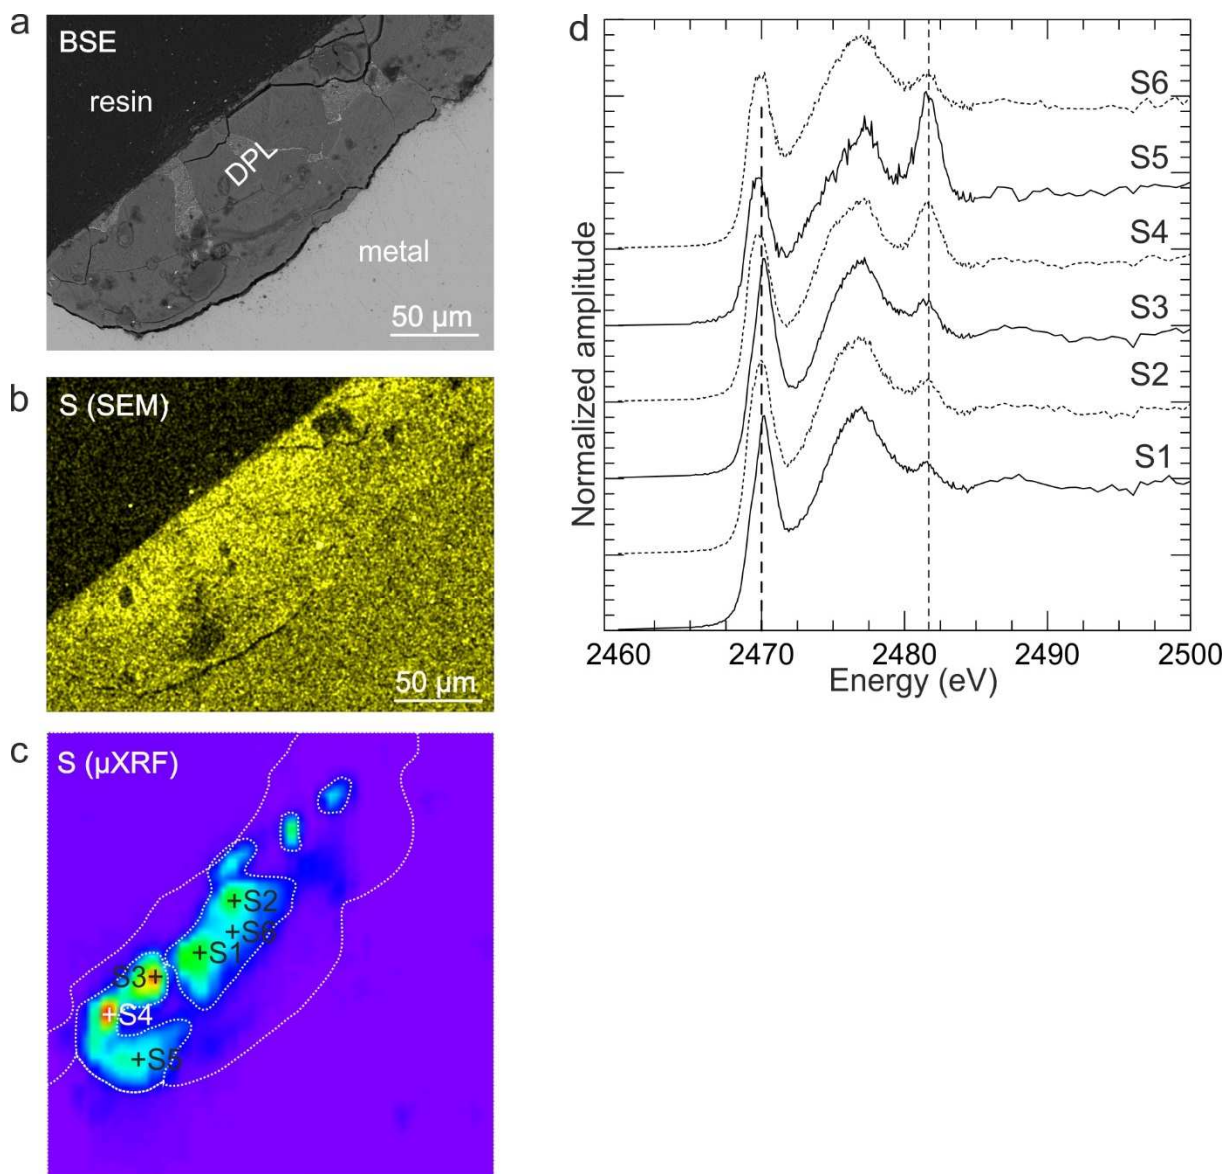 a
BSE
resin
DPL
metal
50 µm
b
S (SEM)
50 µm
c
S (µXRF)
+S2
+S6
+S1
S3+
+S4
+S5
d
S6
S5
S4
S3
S2
S1
Normalized amplitude
2460 2470 2480 2490 2500
Energy (eV)